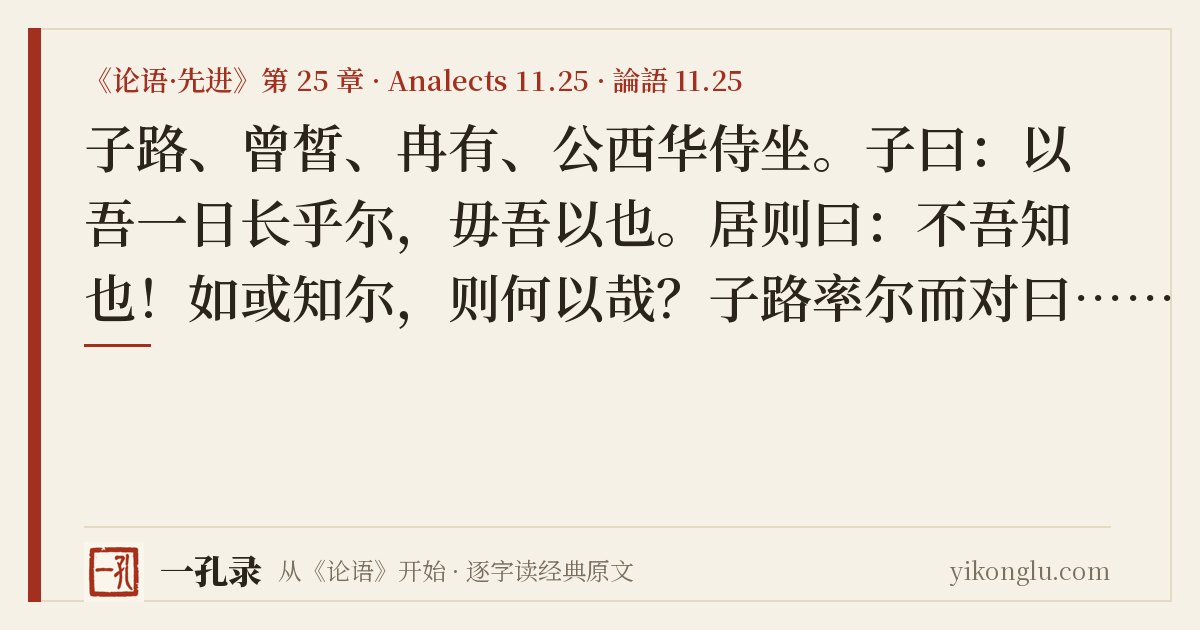 《论语·先进》第 25 章 · Analects 11.25 · 論語 11.25
子路、曾皙、冉有、公西华侍坐。子曰：以
吾一日长乎尔，毋吾以也。居则曰：不吾知
也！如或知尔，则何以哉？子路率尔而对曰……
一孔
一孔录 从《论语》开始 · 逐字读经典原文 yikonglu.com